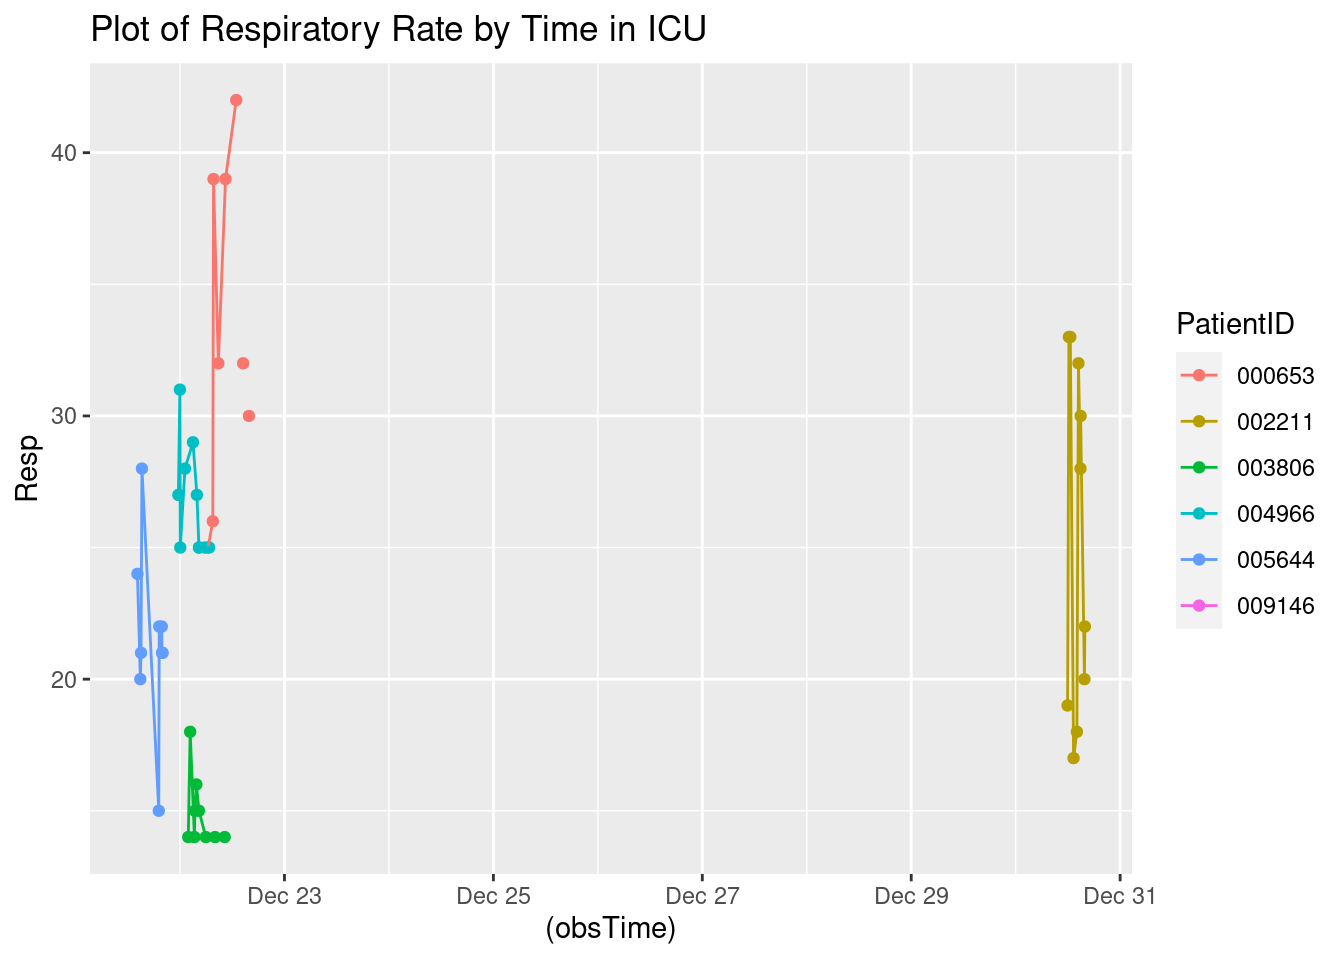 Plot of Respiratory Rate by Time in ICU
40
30
20
Resp
Dec 23
Dec 25
Dec 27
Dec 29
Dec 31
(obsTime)
PatientID
000653
002211
003806
004966
005644
009146